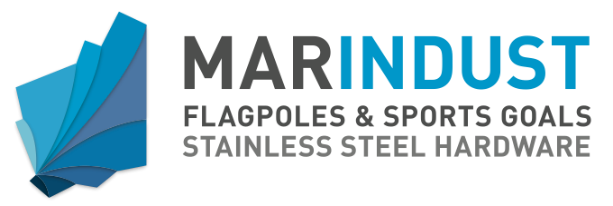 MARINDUST
FLAGPOLES & SPORTS GOALS
STAINLESS STEEL HARDWARE